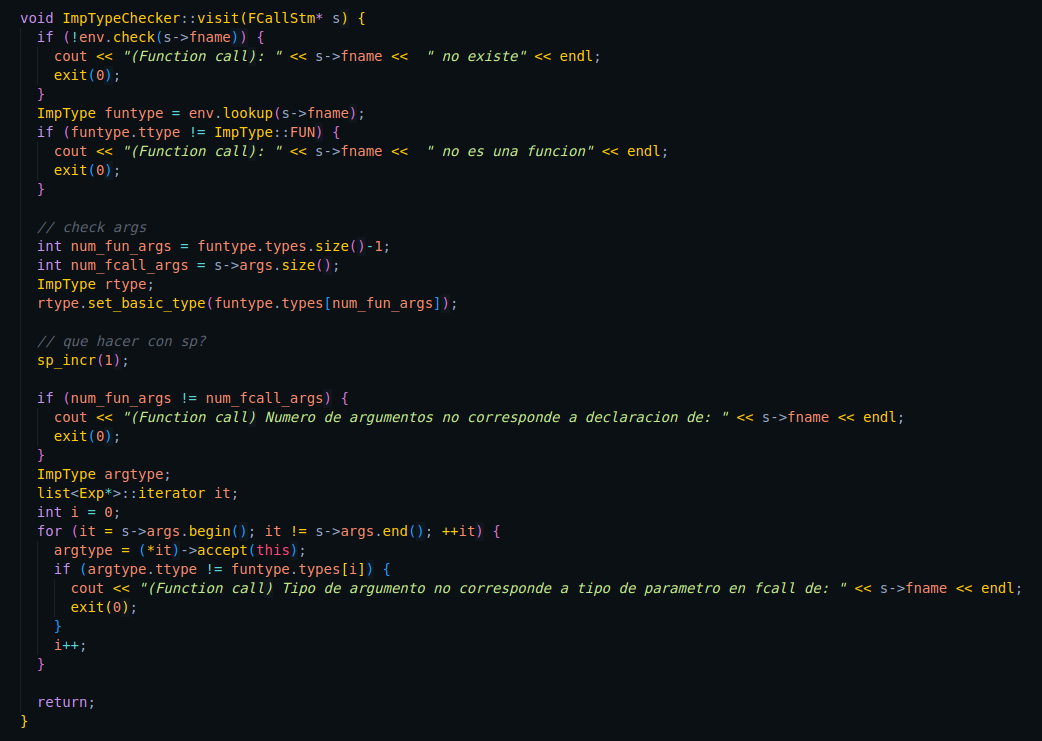 void ImpTypeChecker::visit(FCallStm* s) {
  if (!env.check(s->fname)) {
    cout << "(Function call): " << s->fname <<  " no existe" << endl;
    exit(0);
  }
  ImpType funtype = env.lookup(s->fname);
  if (funtype.ttype != ImpType::FUN) {
    cout << "(Function call): " << s->fname <<  " no es una funcion" << endl;
    exit(0);
  }

  // check args
  int num_fun_args = funtype.types.size()-1;
  int num_fcall_args = s->args.size();
  ImpType rtype;
  rtype.set_basic_type(funtype.types[num_fun_args]);

  // que hacer con sp?
  sp_incr(1);

  if (num_fun_args != num_fcall_args) {
    cout << "(Function call) Numero de argumentos no corresponde a declaracion de: " << s->fname << endl;
    exit(0);
  }
  ImpType argtype;
  list<Exp*>::iterator it;
  int i = 0;
  for (it = s->args.begin(); it != s->args.end(); ++it) {
    argtype = (*it)->accept(this);
    if (argtype.ttype != funtype.types[i]) {
      cout << "(Function call) Tipo de argumento no corresponde a tipo de parametro en fcall de: " << s->fname << endl;
      exit(0);
    }
    i++;
  }

  return;
}